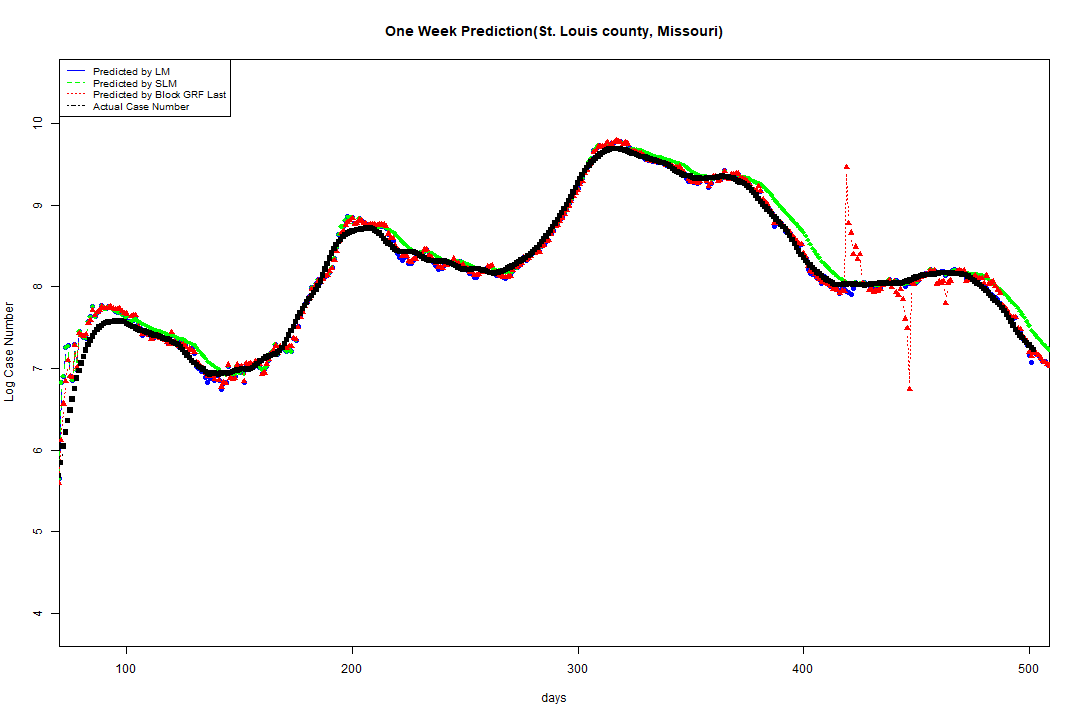 One Week Prediction(St. Louis county, Missouri)
Predicted by LM
Predicted by SLM
Predicted by Block GRF Last
Actual Case Number
Log Case Number
10
9
8
7
6
5
4
100 200 300 400 500
days